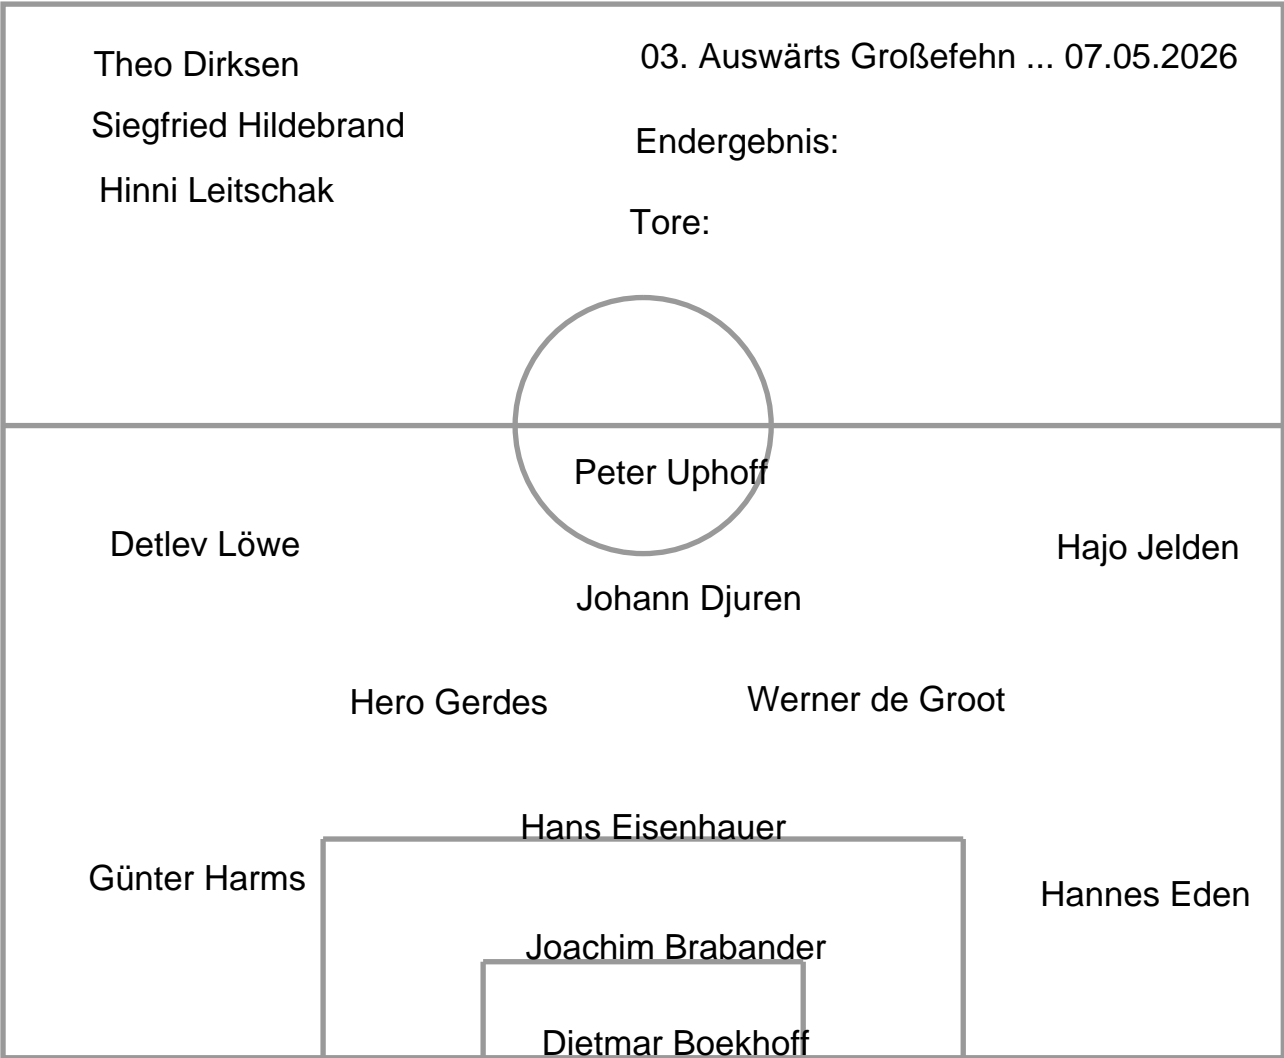 Theo Dirksen
03. Auswärts Großefehn ... 07.05.2026
Siegfried Hildebrand
Endergebnis:
Hinni Leitschak
Tore:
Peter Uphoff
Detlev Löwe
Hajo Jelden
Johann Djuren
Hero Gerdes
Werner de Groot
Hans Eisenhauer
Günter Harms
Hannes Eden
Joachim Brabander
Dietmar Boekhoff